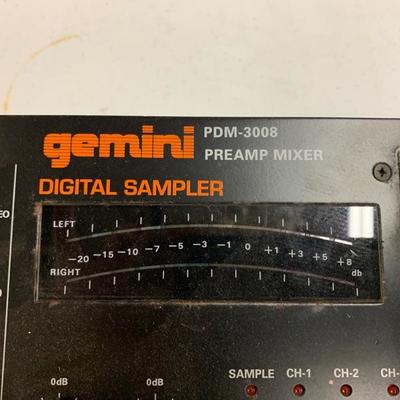 gemini PDM-3008
PREAMP MIXER
DIGITAL SAMPLER
LEFT
-20 -15 -10 -7 -5 -3 -1 0 +1 +3 +5 +8
RIGHT db
SAMPLE CH-1 CH-2 CH-
0dB 0dB